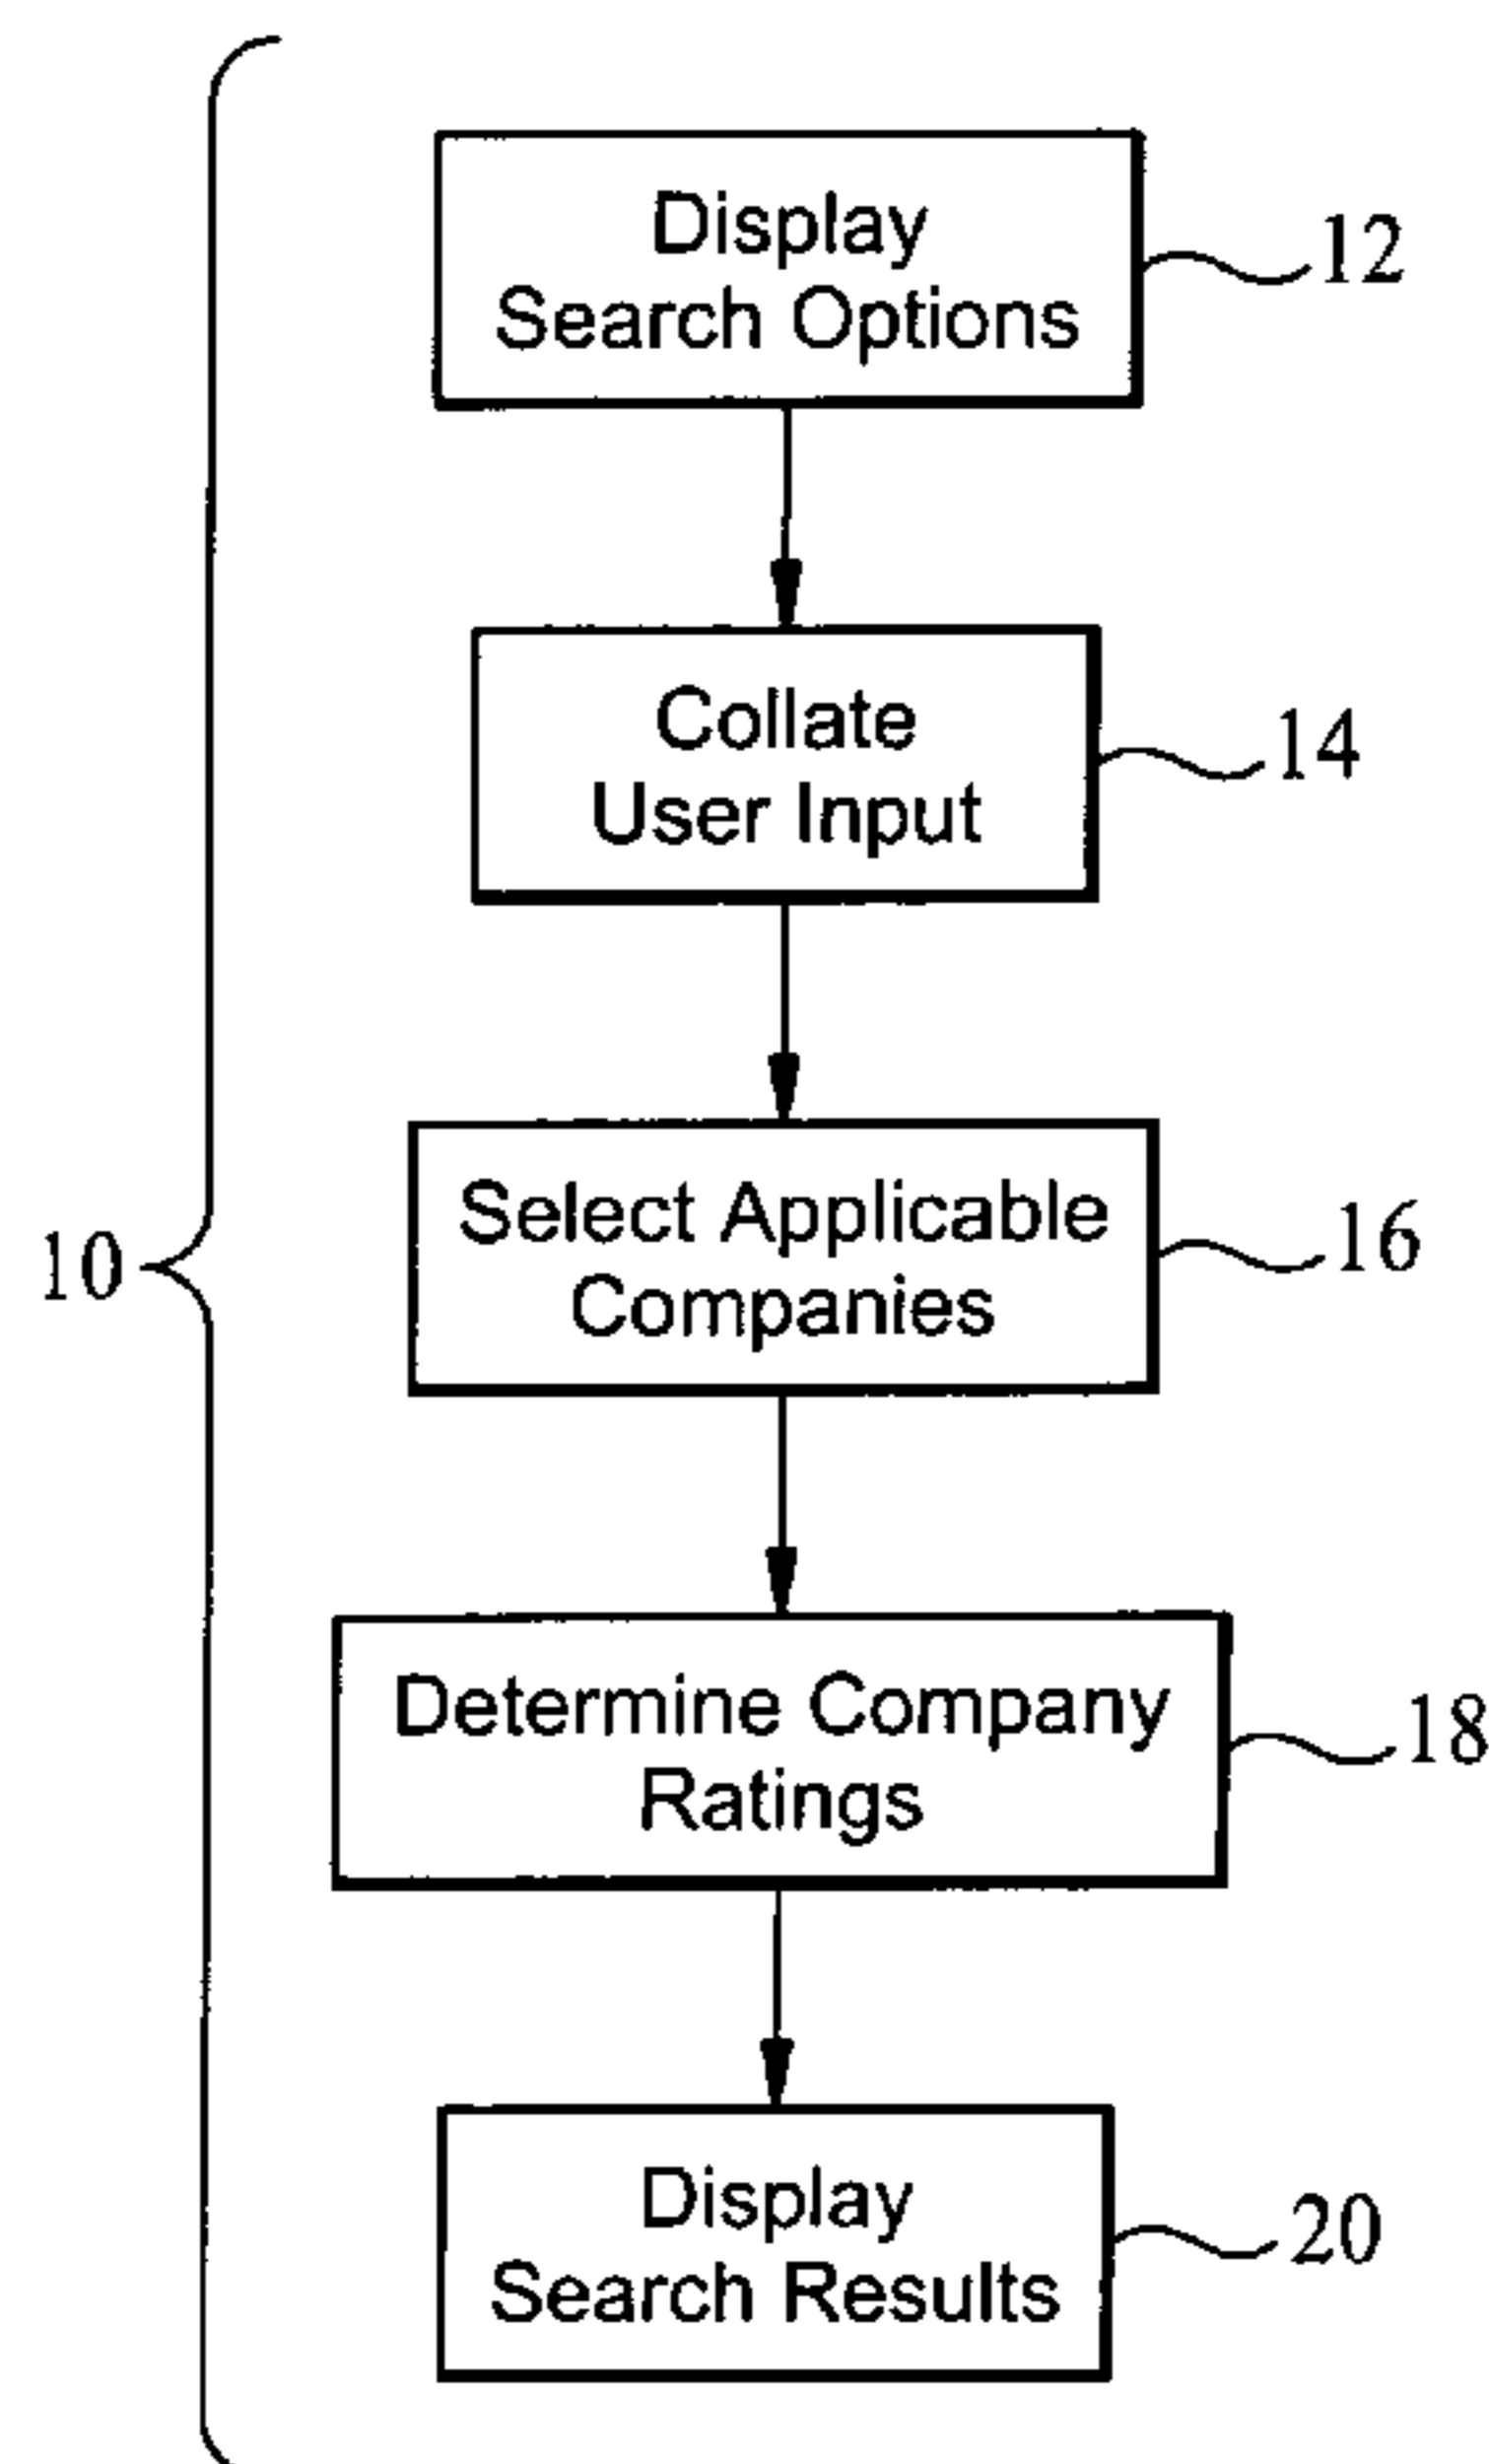 Display
Search Options
12
Collate
User Input
14
Select Applicable
Companies
16
10
Determine Company
Ratings
18
Display
Search Results
20